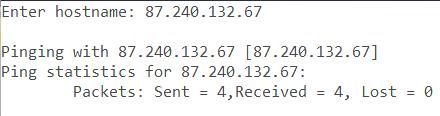 Enter hostname: 87.240.132.67
Pinging with 87.240.132.67 [87.240.132.67]
Ping statistics for 87.240.132.67:
Packets: Sent = 4,Received = 4, Lost = 0